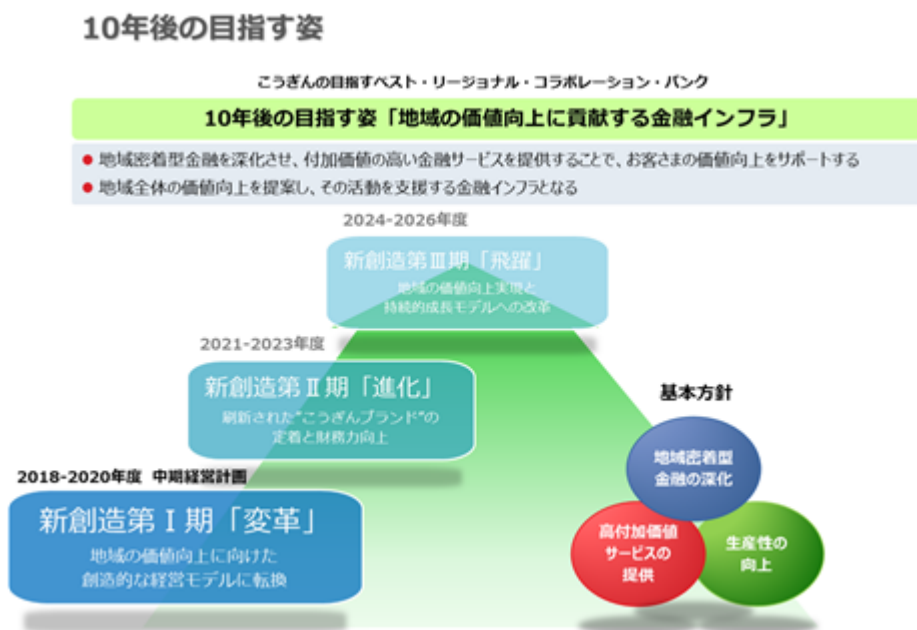 10年後の目指す姿
こうぎんの目指すベスト・リージョナル・コラボレーション・バンク
10年後の目指す姿「地域の価値向上に貢献する金融インフラ」
● 地域密着型金融を深化させ、付加価値の高い金融サービスを提供することで、お客さまの価値向上をサポートする
● 地域全体の価値向上を提案し、その活動を支援する金融インフラとなる
2024-2026年度
新創造第Ⅲ期「飛躍」
地域の価値向上実現と
持続的成長モデルへの改革
2021-2023年度
新創造第Ⅱ期「進化」
刷新された"こうぎんブランド"の
定着と財務力向上
2018-2020年度 中期経営計画
新創造第Ⅰ期「変革」
地域の価値向上に向けた
創造的な経営モデルに転換
基本方針
地域密着型
金融の深化
高付加価値
サービスの
提供
生産性の
向上